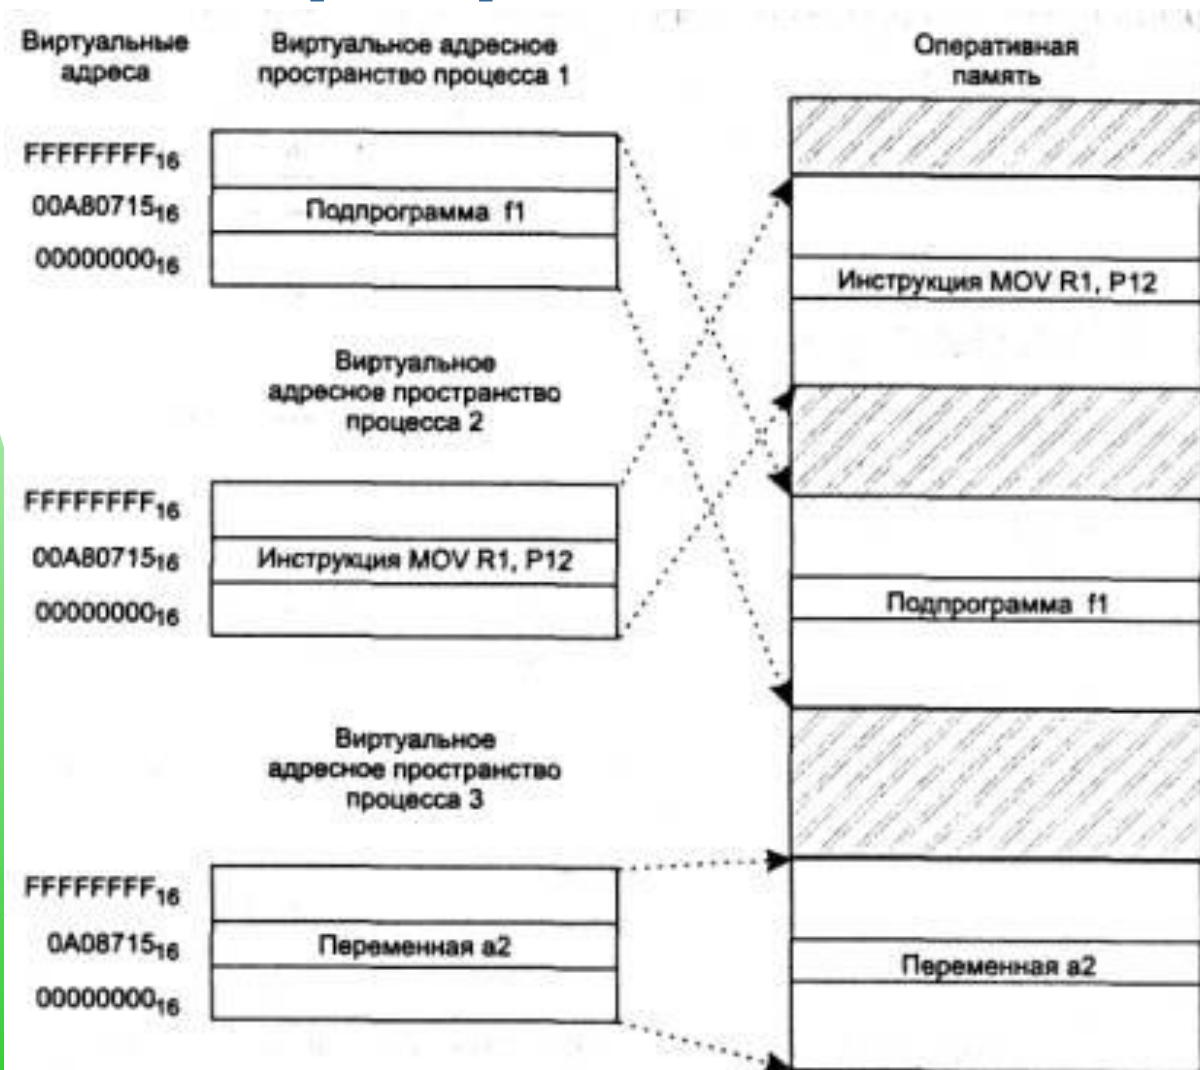 Виртуальные
адреса
Виртуальное адресное
пространство процесса 1
Оперативная
память
FFFFFFFF16
00A8071516
0000000016
Подпрограмма f1
Инструкция MOV R1, P12
Виртуальное
адресное пространство
процесса 2
FFFFFFFF16
00A8071516
0000000016
Инструкция MOV R1, P12
Подпрограмма f1
Виртуальное
адресное пространство
процесса 3
FFFFFFFF16
0A0871516
0000000016
Переменная a2
Переменная a2